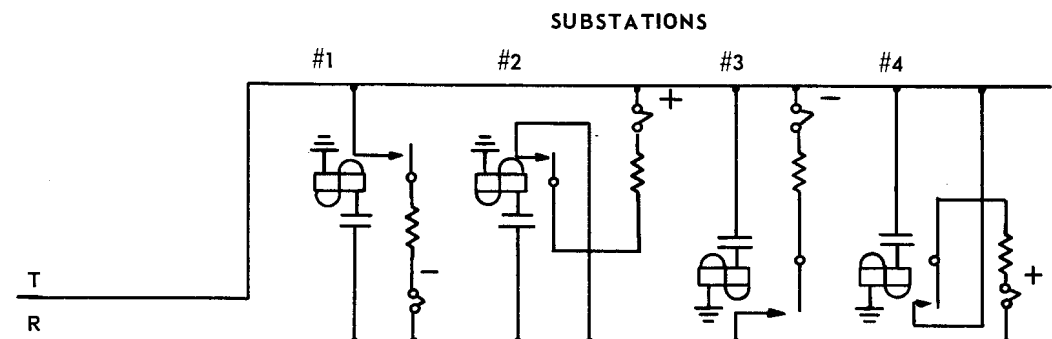 SUBSTATIONS
#1 #2 #3 #4
+ -
- +
T
R